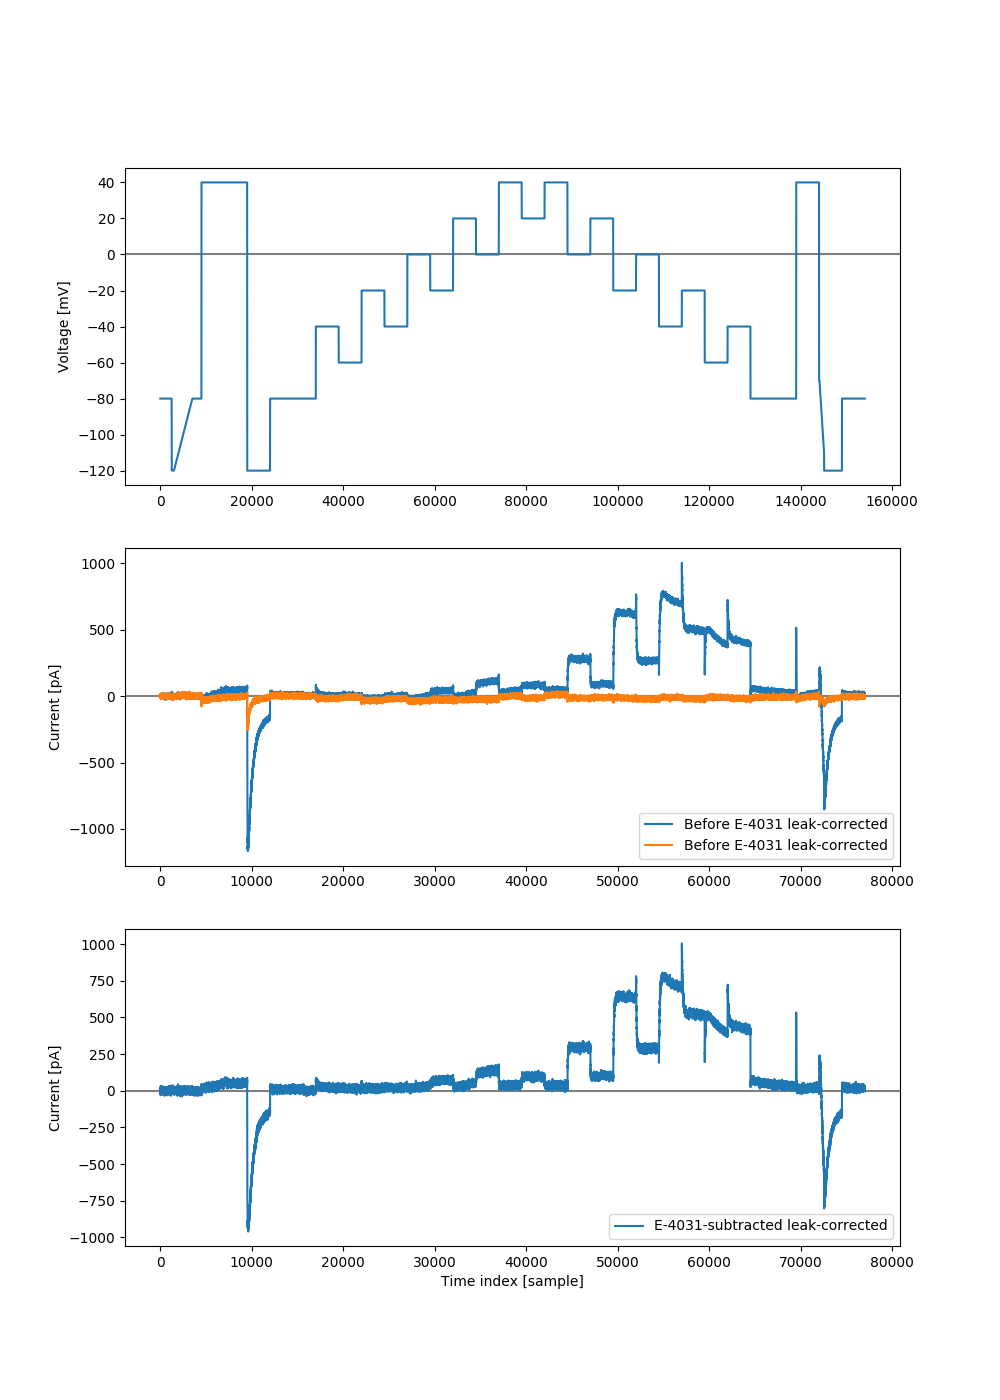 40
20
0
−20
−40
−60
−80
−100
−120
Voltage [mV]
0 20000 40000 60000 80000 100000 120000 140000 160000
1000
500
0
−500
−1000
Current [pA]
Before E-4031 leak-corrected
Before E-4031 leak-corrected
0 10000 20000 30000 40000 50000 60000 70000 80000
1000
750
500
250
0
−250
−500
−750
−1000
Current [pA]
E-4031-subtracted leak-corrected
0 10000 20000 30000 40000 50000 60000 70000 80000
Time index [sample]